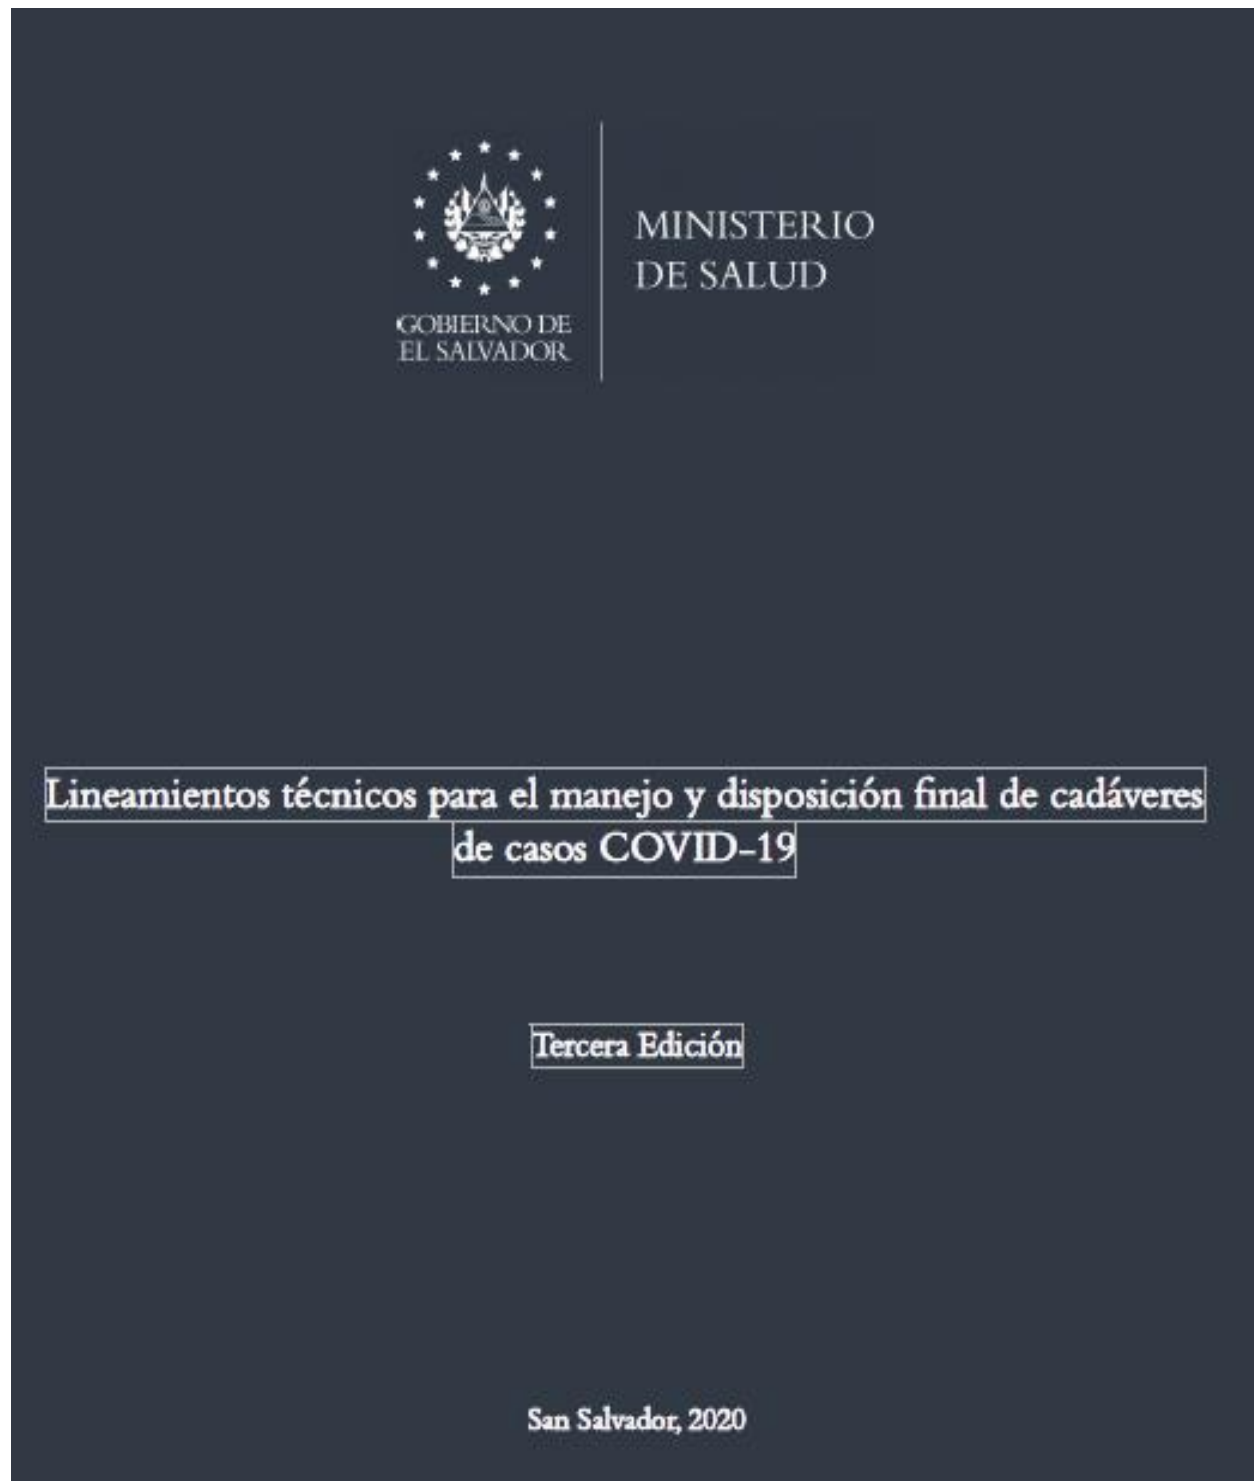 GOBIERNO DE
EL SALVADOR
MINISTERIO
DE SALUD
Lineamientos técnicos para el manejo y disposición final de cadáveres
de casos COVID-19
Tercera Edición
San Salvador, 2020